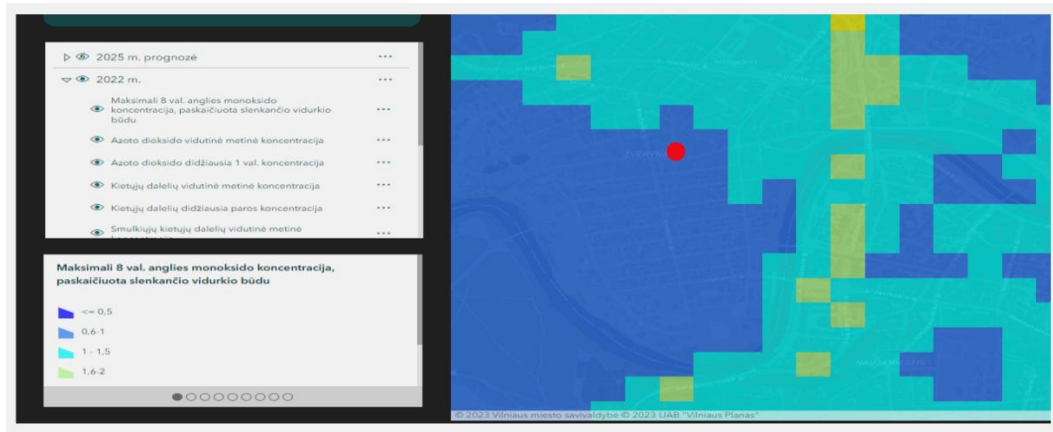 2025 m. prognozė
2022 m.
Maksimali 8 val. anglies monoksido
koncentracija, paskaičiuota slenkančio vidurkio
būdu
Azoto dioksido vidutinė metinė koncentracija
Azoto dioksido didžiausia 1 val. koncentracija
Kietųjų dalelių vidutinė metinė koncentracija
Kietųjų dalelių didžiausia paros koncentracija
Smulkiųjų kietųjų dalelių vidutinė metinė
Maksimali 8 val. anglies monoksido koncentracija,
paskaičiuota slenkančio vidurkio būdu
<= 0,5
0,6-1
1 - 1,5
1,6-2
© 2023 Vilniaus miesto savivaldybė © 2023 UAB "Vilniaus Planas"